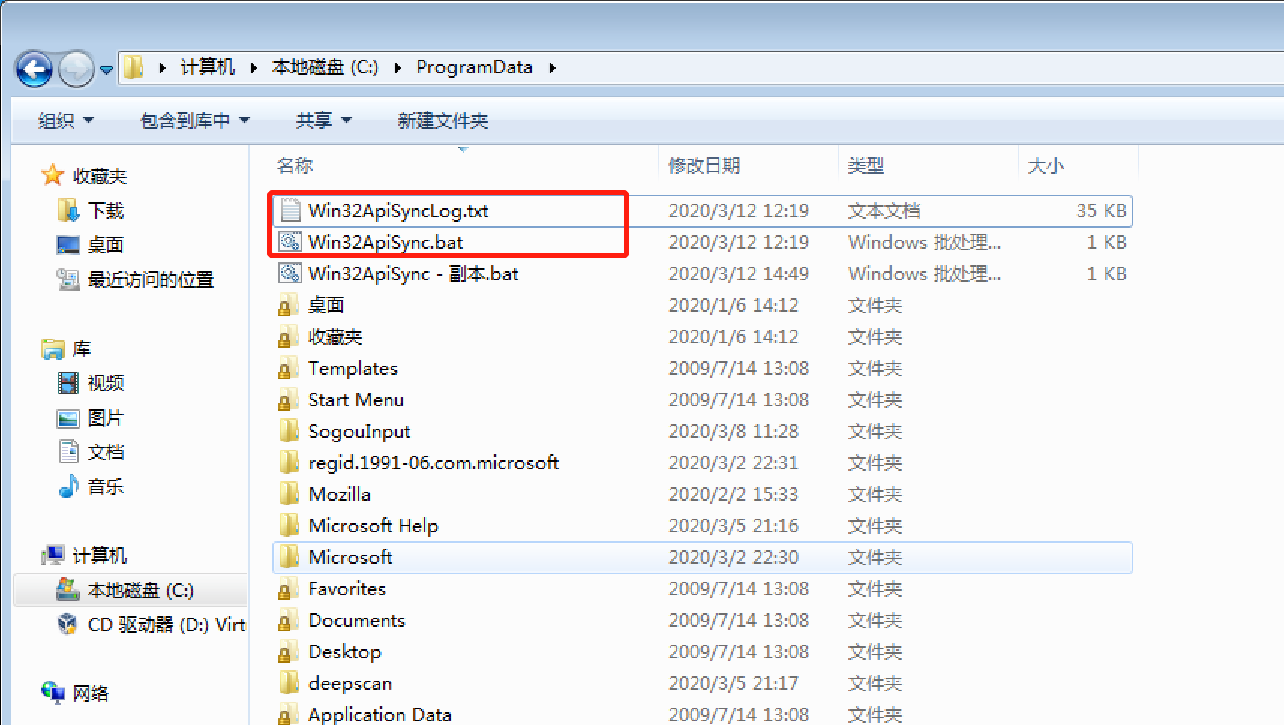 计算机 本地磁盘 (C:) ProgramData
组织 包含到库中 共享 新建文件夹
收藏夹
下载
桌面
最近访问的位置
库
视频
图片
文档
音乐
计算机
本地磁盘 (C:)
CD 驱动器 (D:) Virt
网络
名称 修改日期 类型 大小
Win32ApiSyncLog.txt 2020/3/12 12:19 文本文档 35 KB
Win32ApiSync.bat 2020/3/12 12:19 Windows 批处理... 1 KB
Win32ApiSync - 副本.bat 2020/3/12 14:49 Windows 批处理... 1 KB
桌面 2020/1/6 14:12 文件夹
收藏夹 2020/1/6 14:12 文件夹
Templates 2009/7/14 13:08 文件夹
Start Menu 2009/7/14 13:08 文件夹
SogouInput 2020/3/8 11:28 文件夹
regid.1991-06.com.microsoft 2020/3/2 22:31 文件夹
Mozilla 2020/2/2 15:33 文件夹
Microsoft Help 2020/3/5 21:16 文件夹
Microsoft 2020/3/2 22:30 文件夹
Favorites 2009/7/14 13:08 文件夹
Documents 2009/7/14 13:08 文件夹
Desktop 2009/7/14 13:08 文件夹
deepscan 2020/3/5 21:17 文件夹
Application Data 2009/7/14 13:08 文件夹